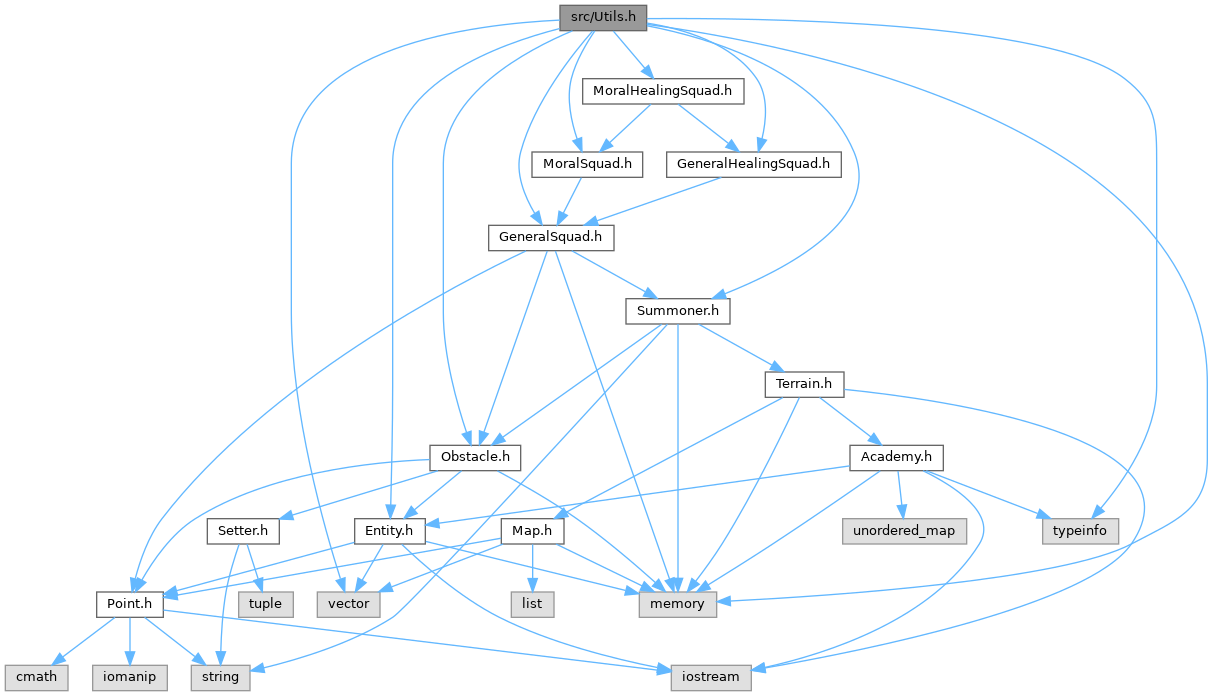 src/Utils.h
MoralHealingSquad.h
MoralSquad.h
GeneralHealingSquad.h
GeneralSquad.h
Summoner.h
Terrain.h
Obstacle.h
Academy.h
Setter.h
Entity.h
Map.h
unordered_map
typeinfo
Point.h
tuple
vector
list
memory
cmath
iomanip
string
iostream